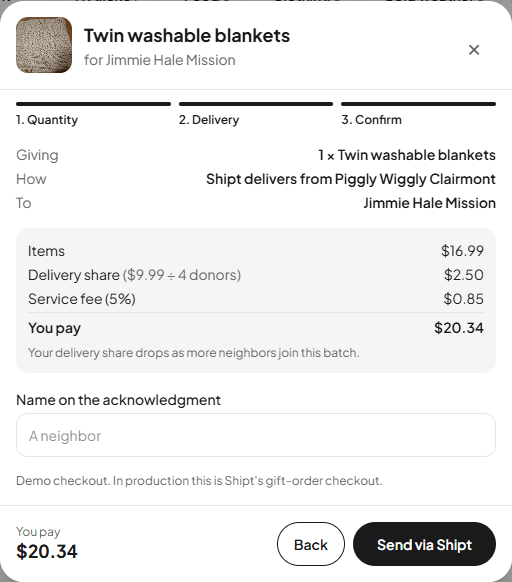 Twin washable blankets
for Jimmie Hale Mission
1. Quantity
2. Delivery
3. Confirm
Giving 1 × Twin washable blankets
How Shipt delivers from Piggly Wiggly Clairmont
To Jimmie Hale Mission
Items $16.99
Delivery share ($9.99 ÷ 4 donors) $2.50
Service fee (5%) $0.85
You pay $20.34
Your delivery share drops as more neighbors join this batch.
Name on the acknowledgment
A neighbor
Demo checkout. In production this is Shipt's gift-order checkout.
You pay
$20.34
Back
Send via Shipt